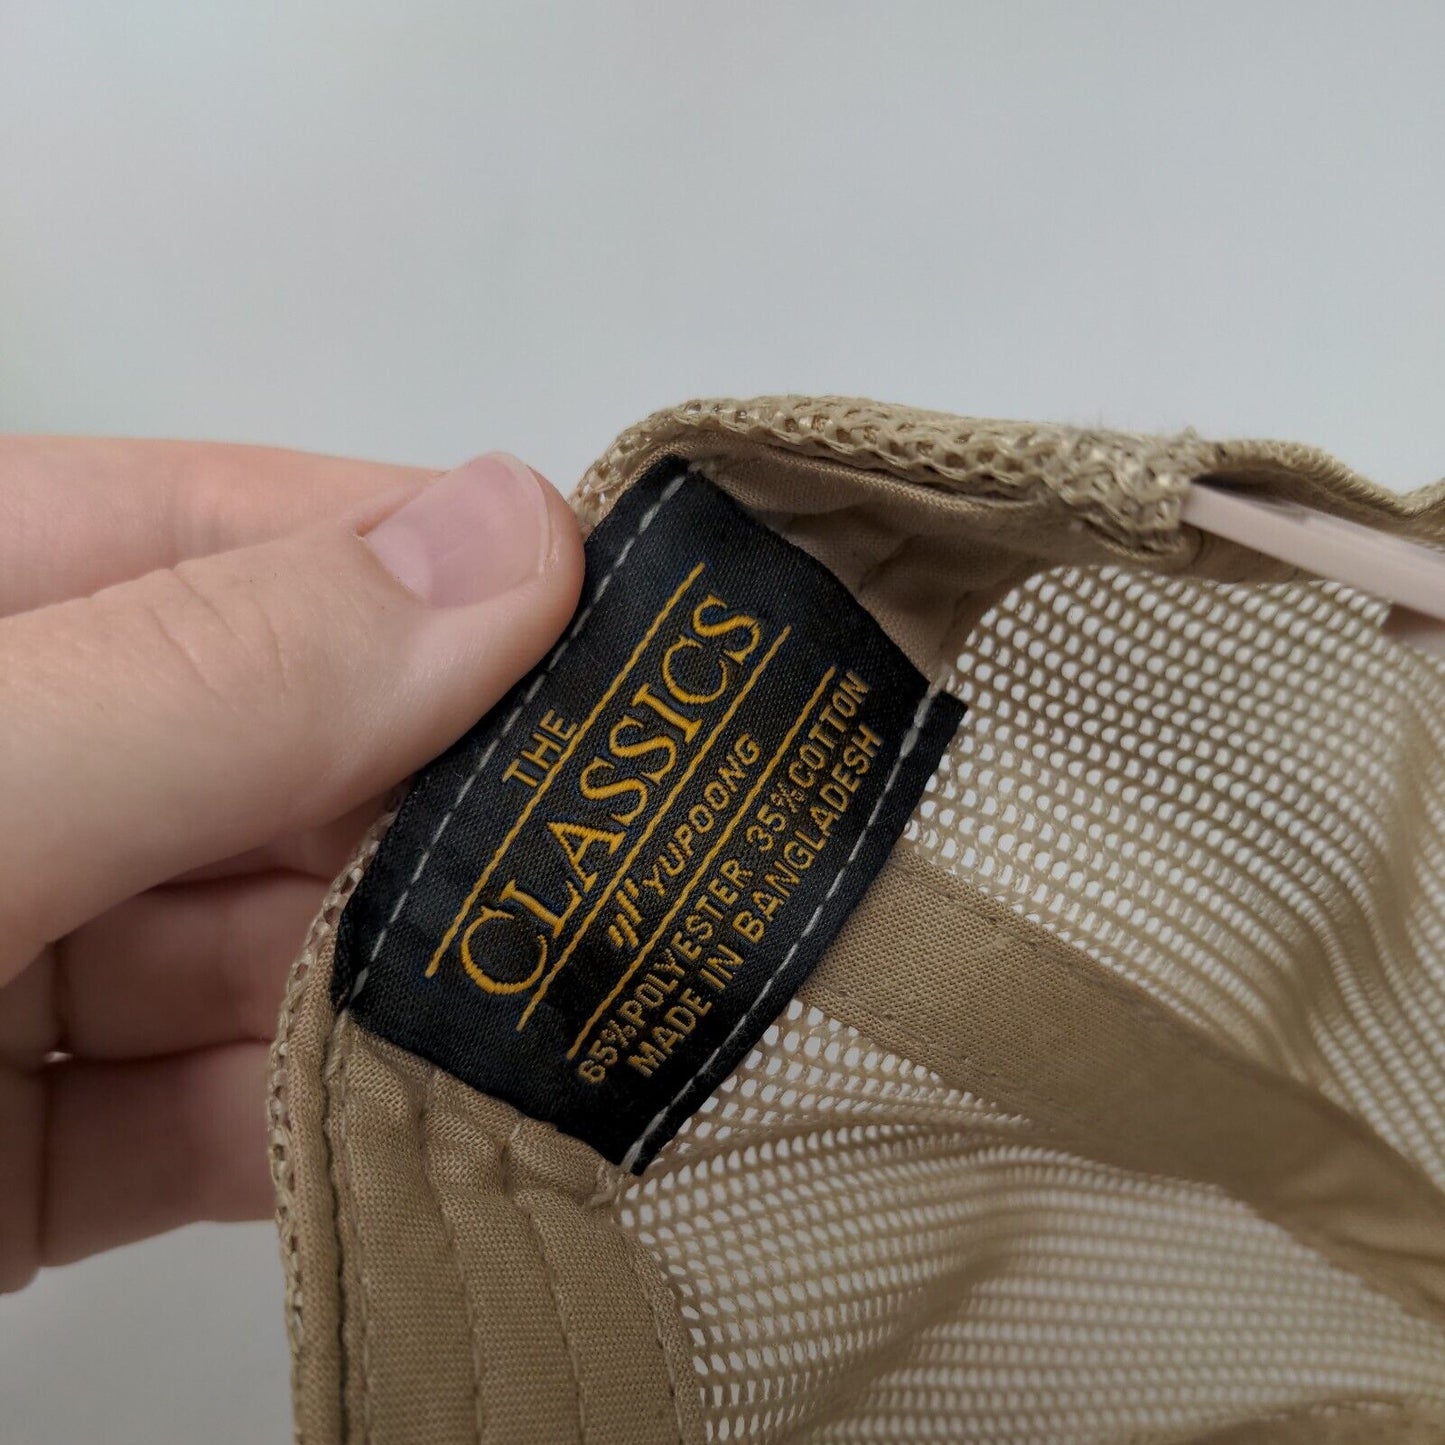 THE
CLASSICS
YUPOONG
65% POLYESTER 35% COTTON
MADE IN BANGLADESH